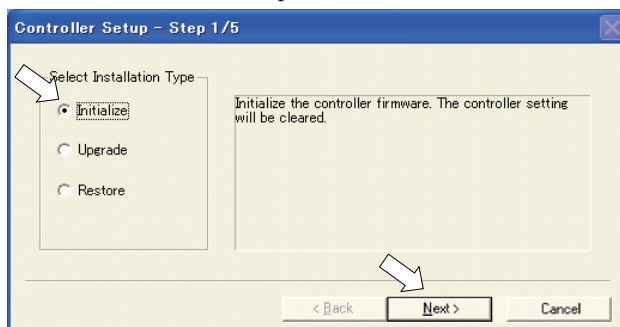 Controller Setup - Step 1/5
Select Installation Type
Initialize
Initialize the controller firmware. The controller setting
will be cleared.
Upgrade
Restore
< Back
Next >
Cancel